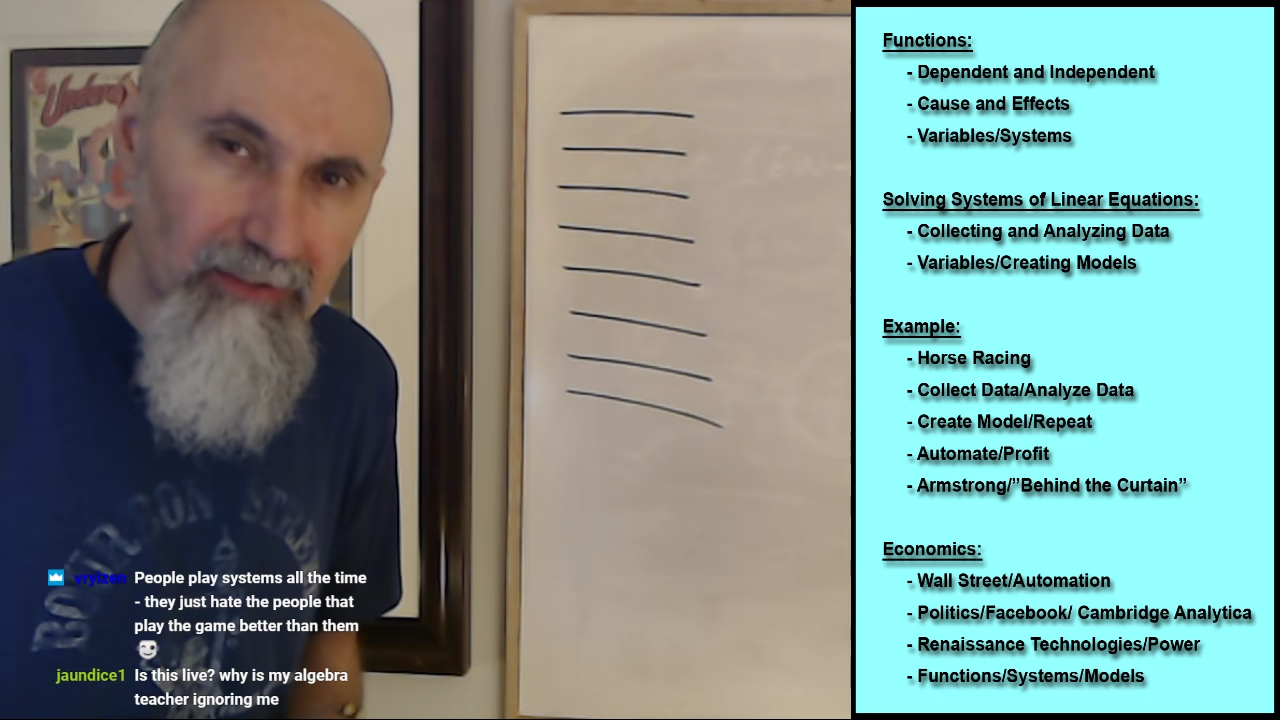 Functions:
- Dependent and Independent
- Cause and Effects
- Variables/Systems
Solving Systems of Linear Equations:
- Collecting and Analyzing Data
- Variables/Creating Models
Example:
- Horse Racing
- Collect Data/Analyze Data
- Create Model/Repeat
- Automate/Profit
- Armstrong/”Behind the Curtain”
Economics:
- Wall Street/Automation
- Politics/Facebook/ Cambridge Analytica
- Renaissance Technologies/Power
- Functions/Systems/Models
People play systems all the time
- they just hate the people that
play the game better than them
jaundice1 Is this live? why is my algebra
teacher ignoring me